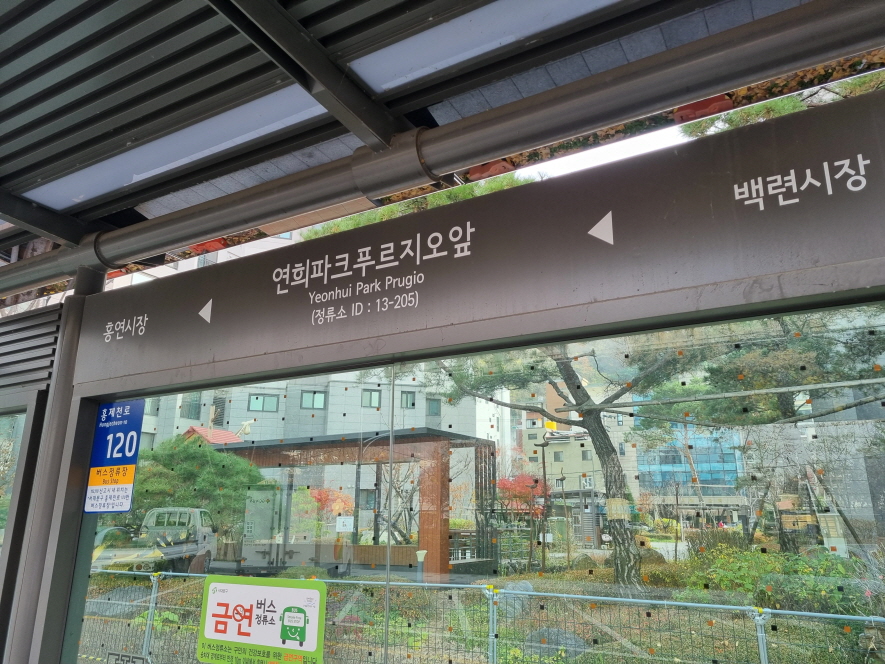 백련시장
연희파크푸르지오앞
Yeonhui Park Prugio
(정류소 ID : 13-205)
홍연시장
홍제천로
120
버스정류장
Bus Stop
금연 버스
정류소